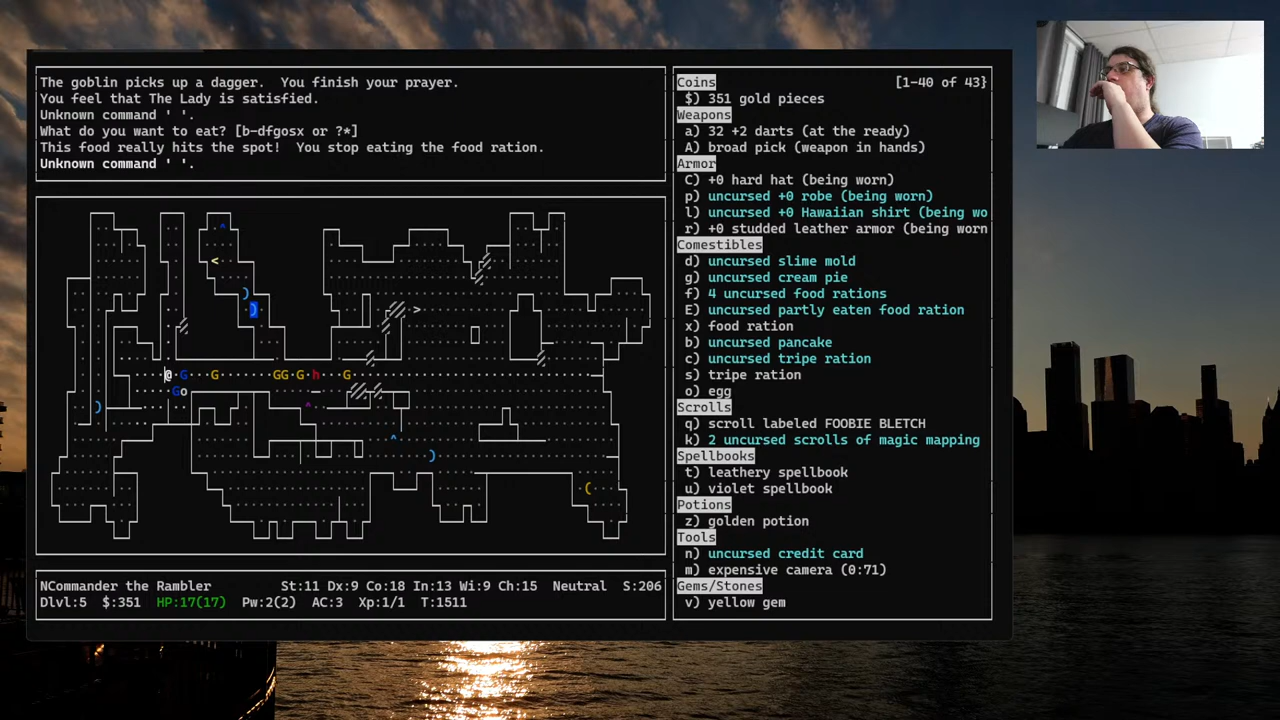 The goblin picks up a dagger.  You finish your prayer.
You feel that The Lady is satisfied.
Unknown command ' '.
What do you want to eat? [b-dfgosx or ?*]
This food really hits the spot!  You stop eating the food ration.
Unknown command ' '.
NCommander the Rambler St:11 Dx:9 Co:18 In:13 Wi:9 Ch:15 Neutral S:206
Dlvl:5 $:351 HP:17(17) Pw:2(2) AC:3 Xp:1/1 T:1511
Coins [1-40 of 43}
$) 351 gold pieces
Weapons
a) 32 +2 darts (at the ready)
A) broad pick (weapon in hands)
Armor
C) +0 hard hat (being worn)
p) uncursed +0 robe (being worn)
l) uncursed +0 Hawaiian shirt (being wo
r) +0 studded leather armor (being worn
Comestibles
d) uncursed slime mold
g) uncursed cream pie
f) 4 uncursed food rations
E) uncursed partly eaten food ration
x) food ration
b) uncursed pancake
c) uncursed tripe ration
s) tripe ration
o) egg
Scrolls
q) scroll labeled FOOBIE BLETCH
k) 2 uncursed scrolls of magic mapping
Spellbooks
t) leathery spellbook
u) violet spellbook
Potions
z) golden potion
Tools
n) uncursed credit card
m) expensive camera (0:71)
Gems/Stones
v) yellow gem